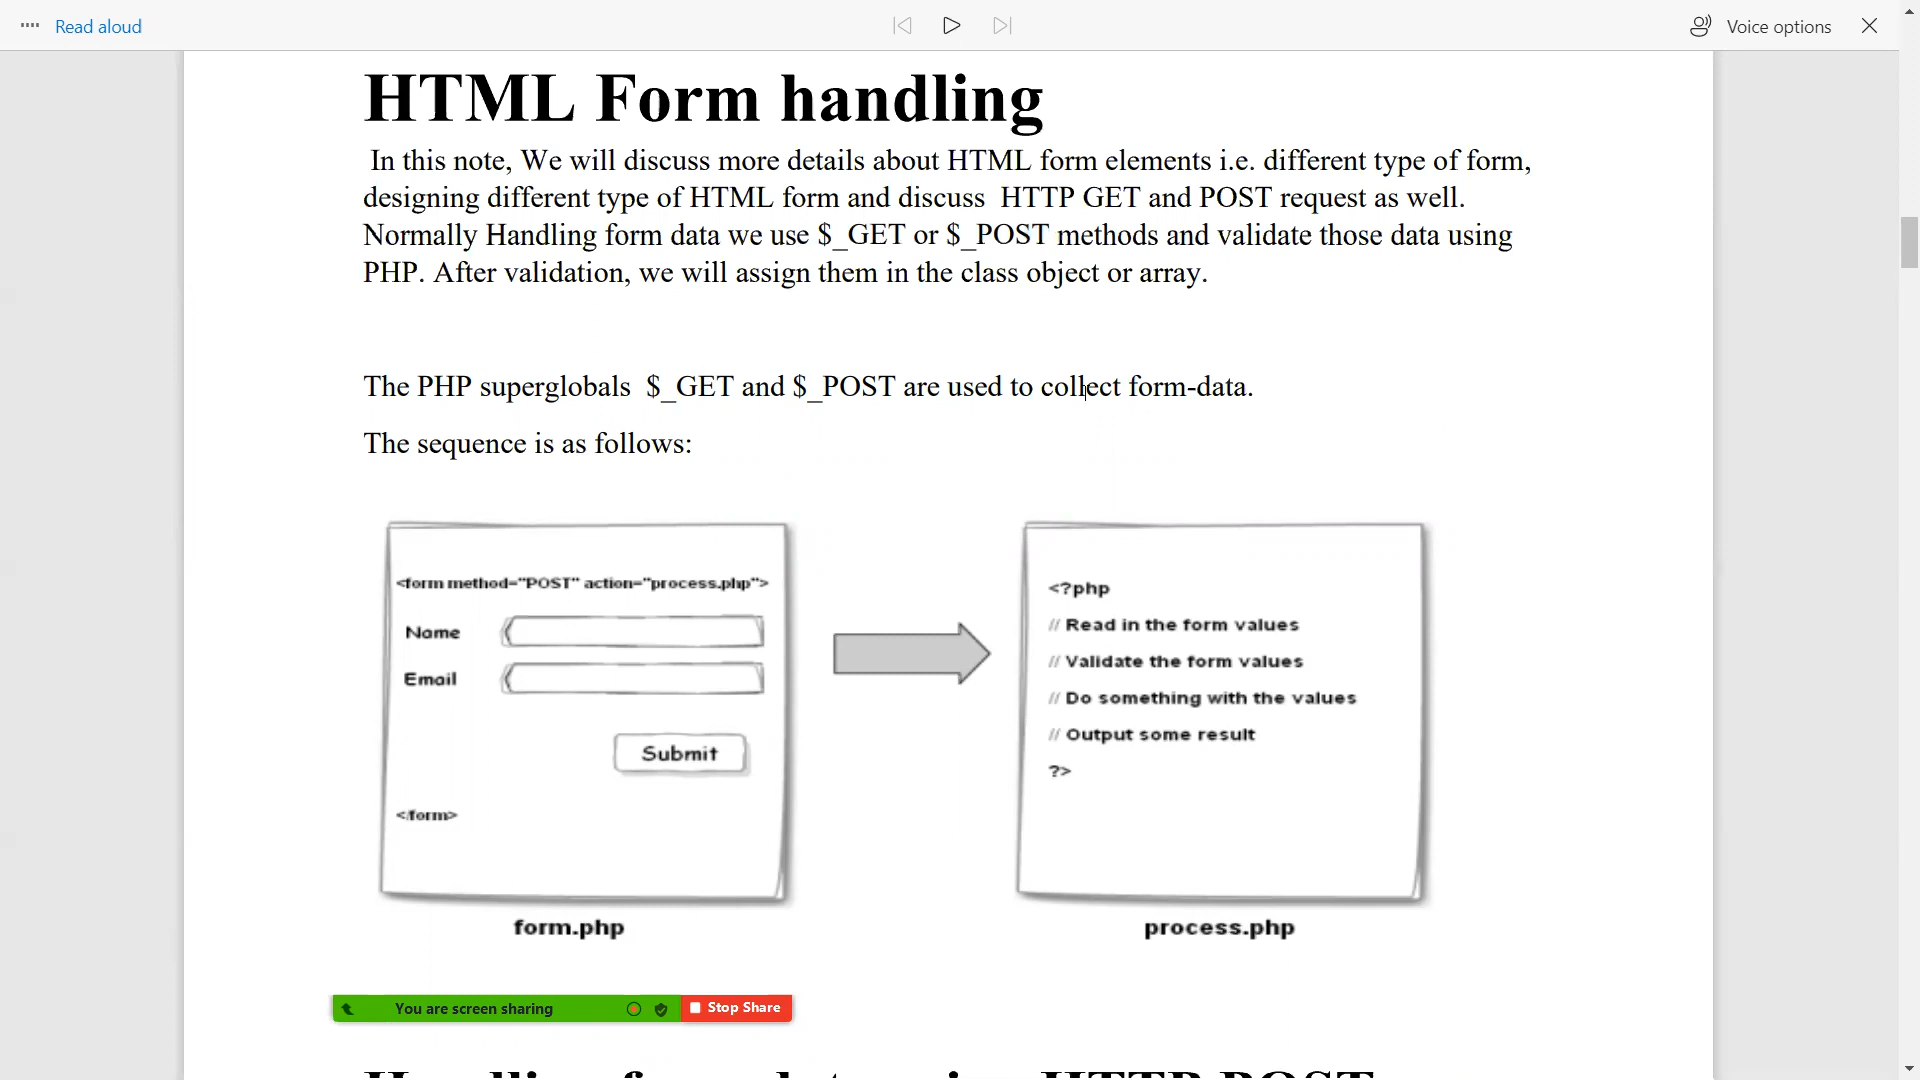 Read aloud
Voice options
HTML Form handling
In this note, We will discuss more details about HTML form elements i.e. different type of form,
designing different type of HTML form and discuss  HTTP GET and POST request as well.
Normally Handling form data we use $_GET or $_POST methods and validate those data using
PHP. After validation, we will assign them in the class object or array.
The PHP superglobals  $_GET and $_POST are used to collect form-data.
The sequence is as follows:
<form method="POST" action="process.php">
Name
Email
Submit
</form>
form.php
<?php
// Read in the form values
// Validate the form values
// Do something with the values
// Output some result
?>
process.php
You are screen sharing
Stop Share